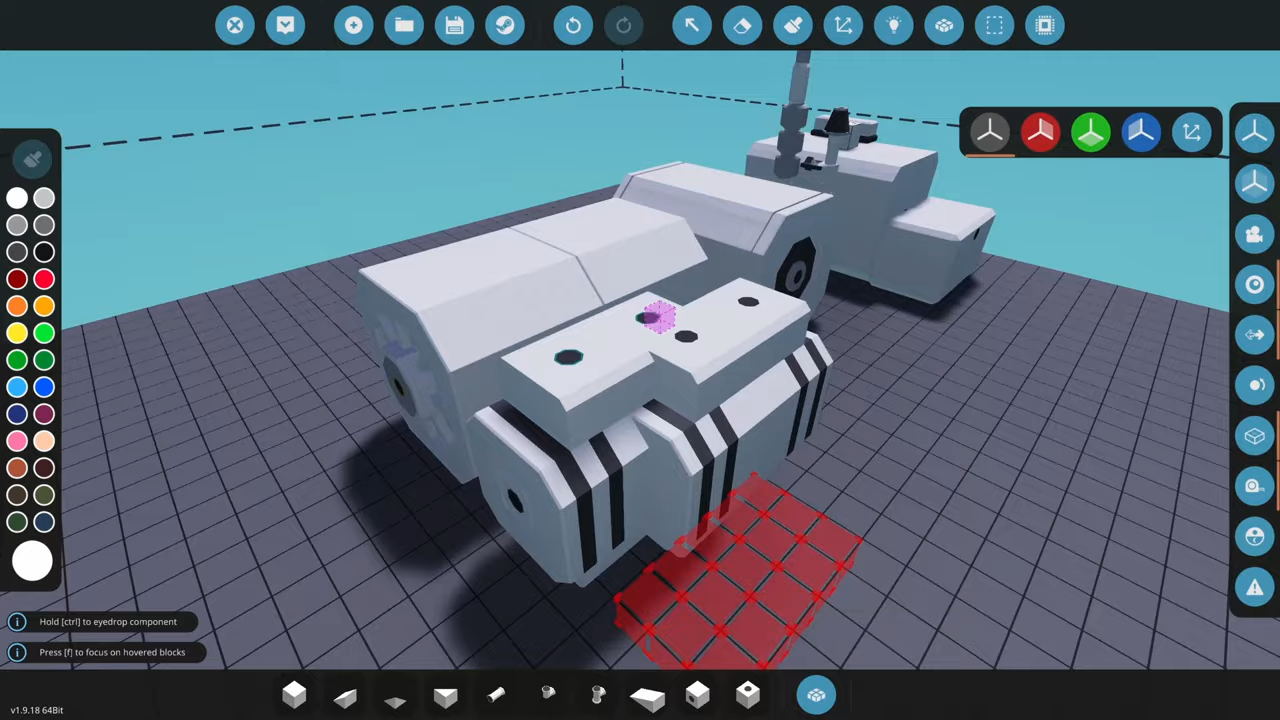 Hold [ctrl] to eyedrop component
Press [f] to focus on hovered blocks
v1.9.18 64Bit